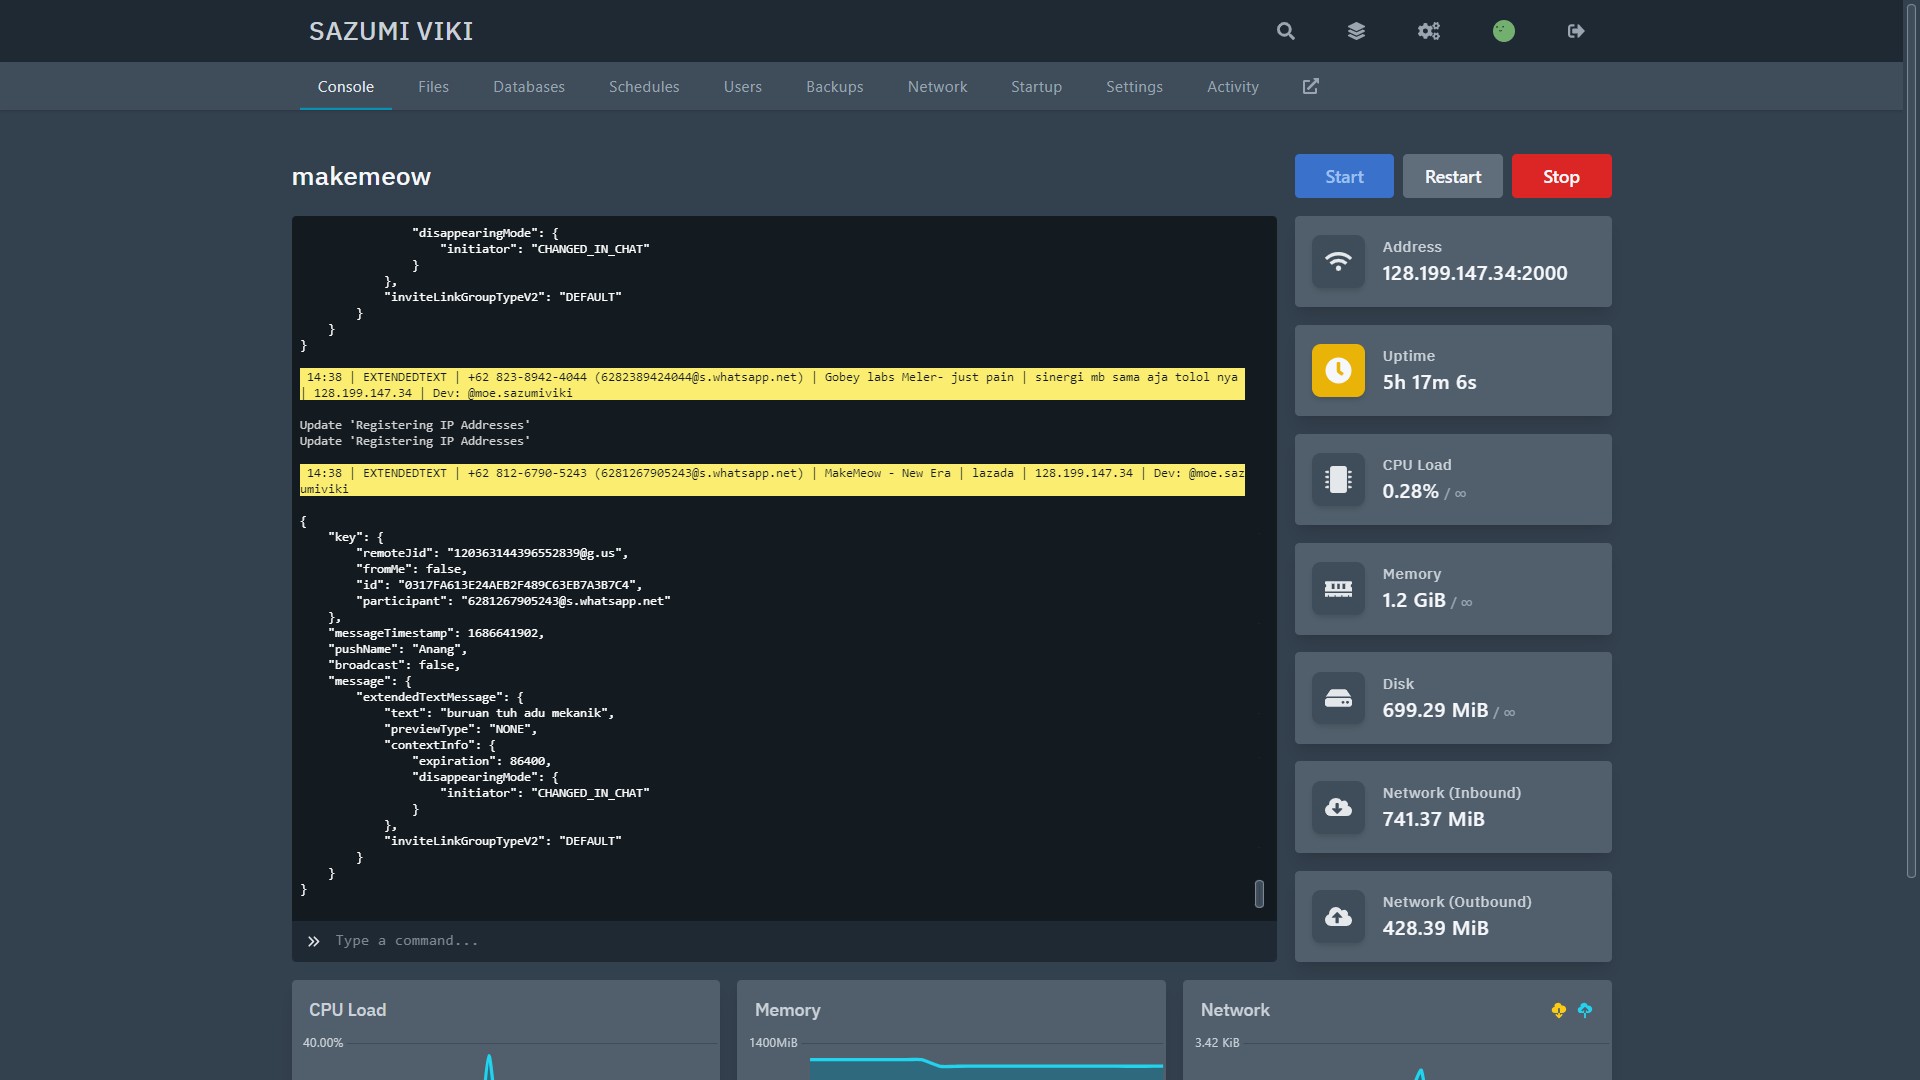 SAZUMI VIKI
Console Files Databases Schedules Users Backups Network Startup Settings Activity
makemeow
Start Restart Stop
"disappearingMode": {
"initiator": "CHANGED_IN_CHAT"
}
},
"inviteLinkGroupTypeV2": "DEFAULT"
}
}
}
14:38 | EXTENDEDTEXT | +62 823-8942-4044 (6282389424044@s.whatsapp.net) | Gobey labs Meler- just pain | sinergi mb sama aja tolol nya
| 128.199.147.34 | Dev: @moe.sazumiviki
Update 'Registering IP Addresses'
Update 'Registering IP Addresses'
14:38 | EXTENDEDTEXT | +62 812-6790-5243 (6281267905243@s.whatsapp.net) | MakeMeow - New Era | lazada | 128.199.147.34 | Dev: @moe.saz
umiviki
{
"key": {
"remoteJid": "120363144396552839@g.us",
"fromMe": false,
"id": "0317FA613E24AEB2F489C63EB7A3B7C4",
"participant": "6281267905243@s.whatsapp.net"
},
"messageTimestamp": 1686641902,
"pushName": "Anang",
"broadcast": false,
"message": {
"extendedTextMessage": {
"text": "buruan tuh adu mekanik",
"previewType": "NONE",
"contextInfo": {
"expiration": 86400,
"disappearingMode": {
"initiator": "CHANGED_IN_CHAT"
}
},
"inviteLinkGroupTypeV2": "DEFAULT"
}
}
}
Type a command...
Address
128.199.147.34:2000
Uptime
5h 17m 6s
CPU Load
0.28% / ∞
Memory
1.2 GiB / ∞
Disk
699.29 MiB / ∞
Network (Inbound)
741.37 MiB
Network (Outbound)
428.39 MiB
CPU Load
40.00%
Memory
1400MiB
Network
3.42 KiB